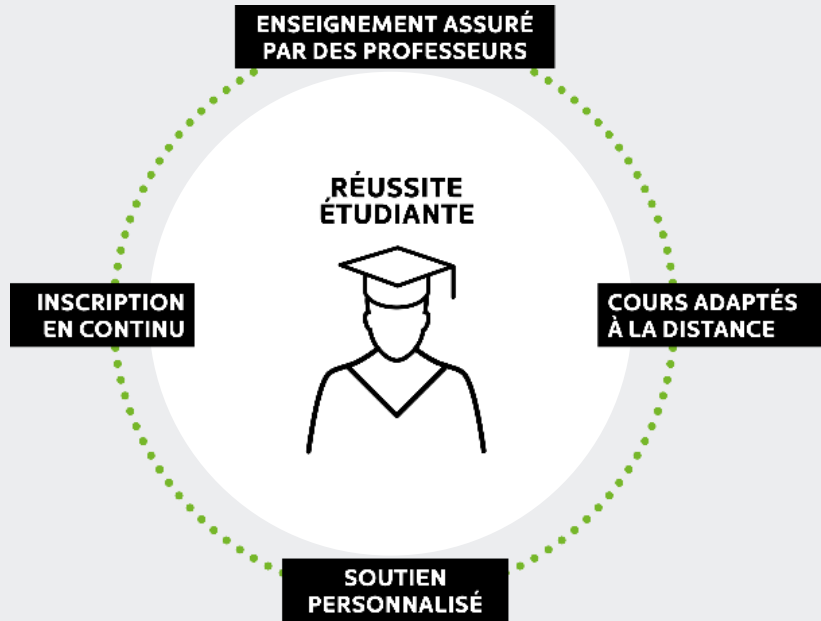 ENSEIGNEMENT ASSURÉ
PAR DES PROFESSEURS
RÉUSSITE
ÉTUDIANTE
INSCRIPTION
EN CONTINU
COURS ADAPTÉS
À LA DISTANCE
SOUTIEN
PERSONNALISÉ